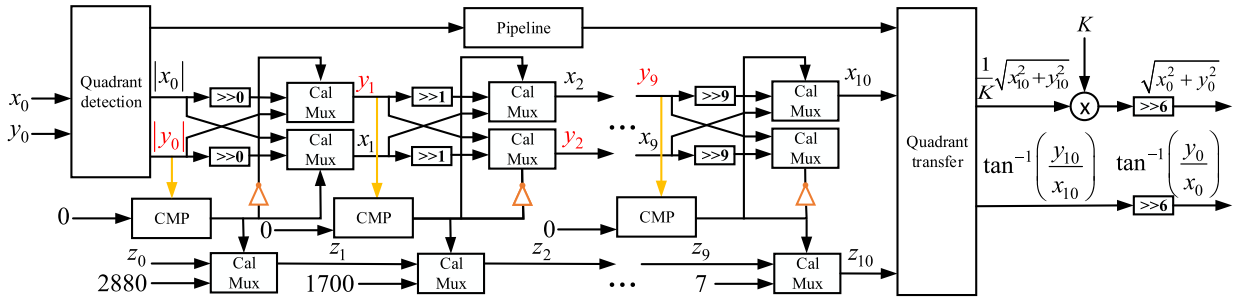 Pipeline
Quadrant detection
x₀
y₀
|x₀|
|y₀|
>>0
>>0
Cal Mux
Cal Mux
y₁
x₁
>>1
>>1
Cal Mux
Cal Mux
x₂
y₂
...
y₉
x₉
>>9
>>9
Cal Mux
Cal Mux
x₁₀
0
CMP
0
CMP
0
CMP
z₀
2880
Cal Mux
z₁
1700
Cal Mux
z₂
...
z₉
7
Cal Mux
z₁₀
Quadrant transfer
K
1/K √(x₁₀² + y₁₀²)
X
√(x₀² + y₀²)
>>6
tan⁻¹(y₁₀/x₁₀)
tan⁻¹(y₀/x₀)
>>6